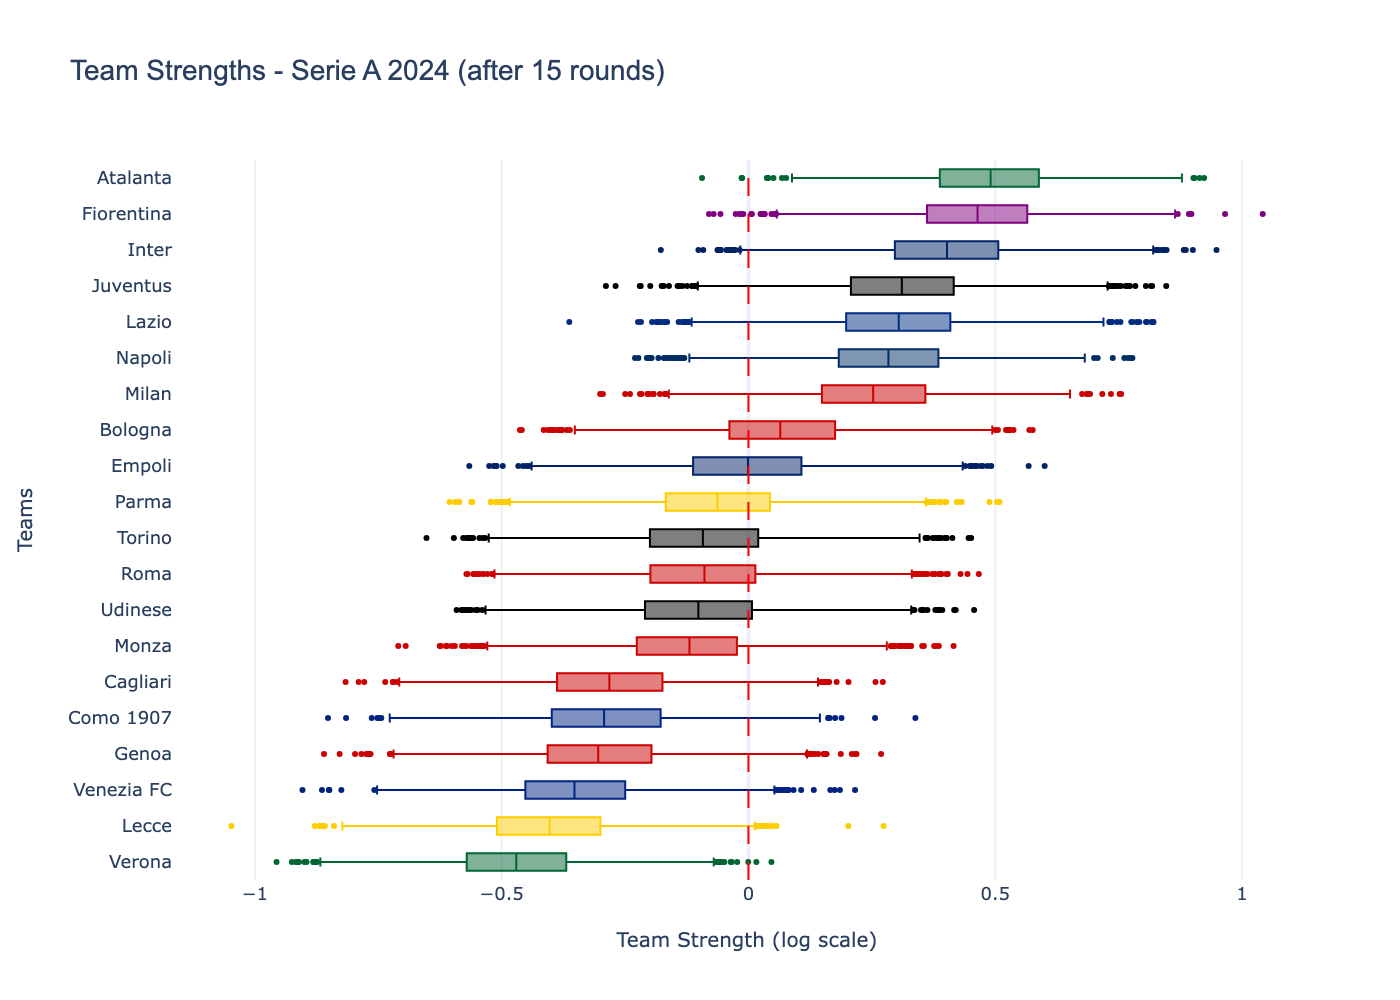 Team Strengths - Serie A 2024 (after 15 rounds)
Atalanta
Fiorentina
Inter
Juventus
Lazio
Napoli
Milan
Bologna
Empoli
Parma
Torino
Roma
Udinese
Monza
Cagliari
Como 1907
Genoa
Venezia FC
Lecce
Verona
Teams
−1
−0.5
0
0.5
1
Team Strength (log scale)